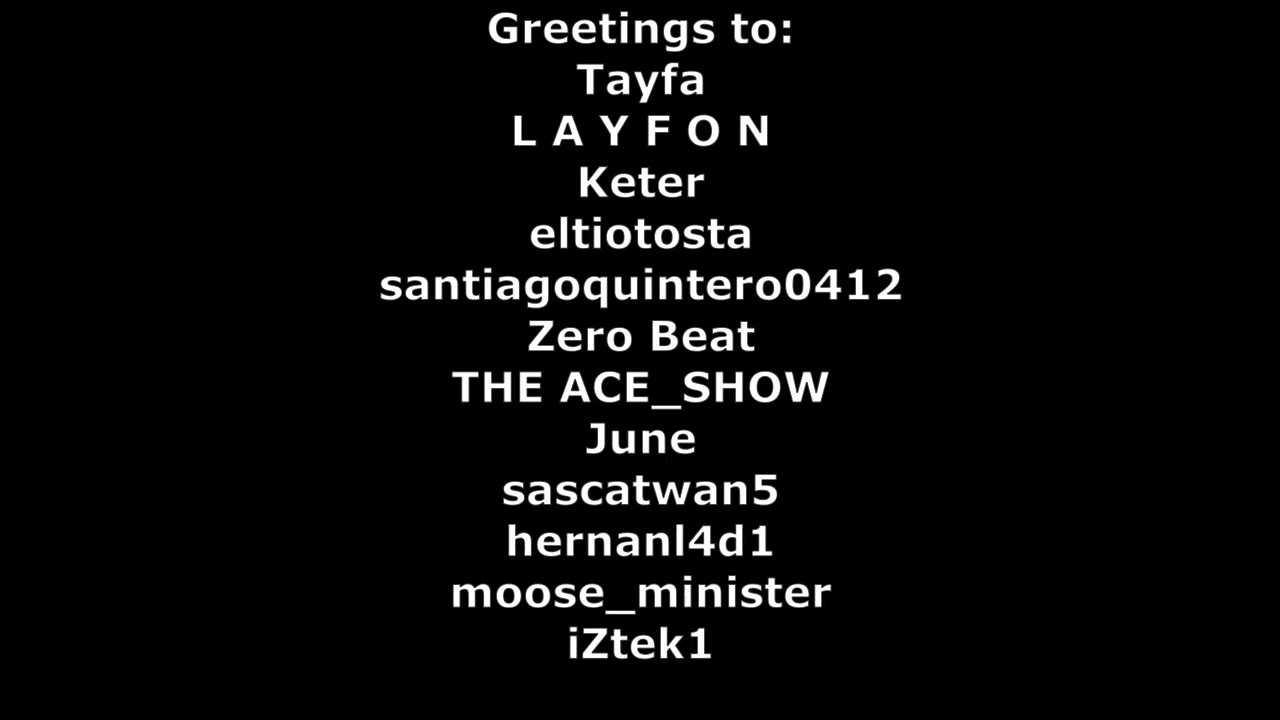 Greetings to:
Tayfa
L A Y F O N
Keter
eltiotosta
santiagoquintero0412
Zero Beat
THE ACE_SHOW
June
sascatwan5
hernanl4d1
moose_minister
iZtek1